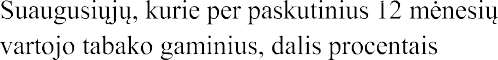 Suaugusiųjų, kurie per paskutinius 12 mėnesių
vartojo tabako gaminius, dalis procentais